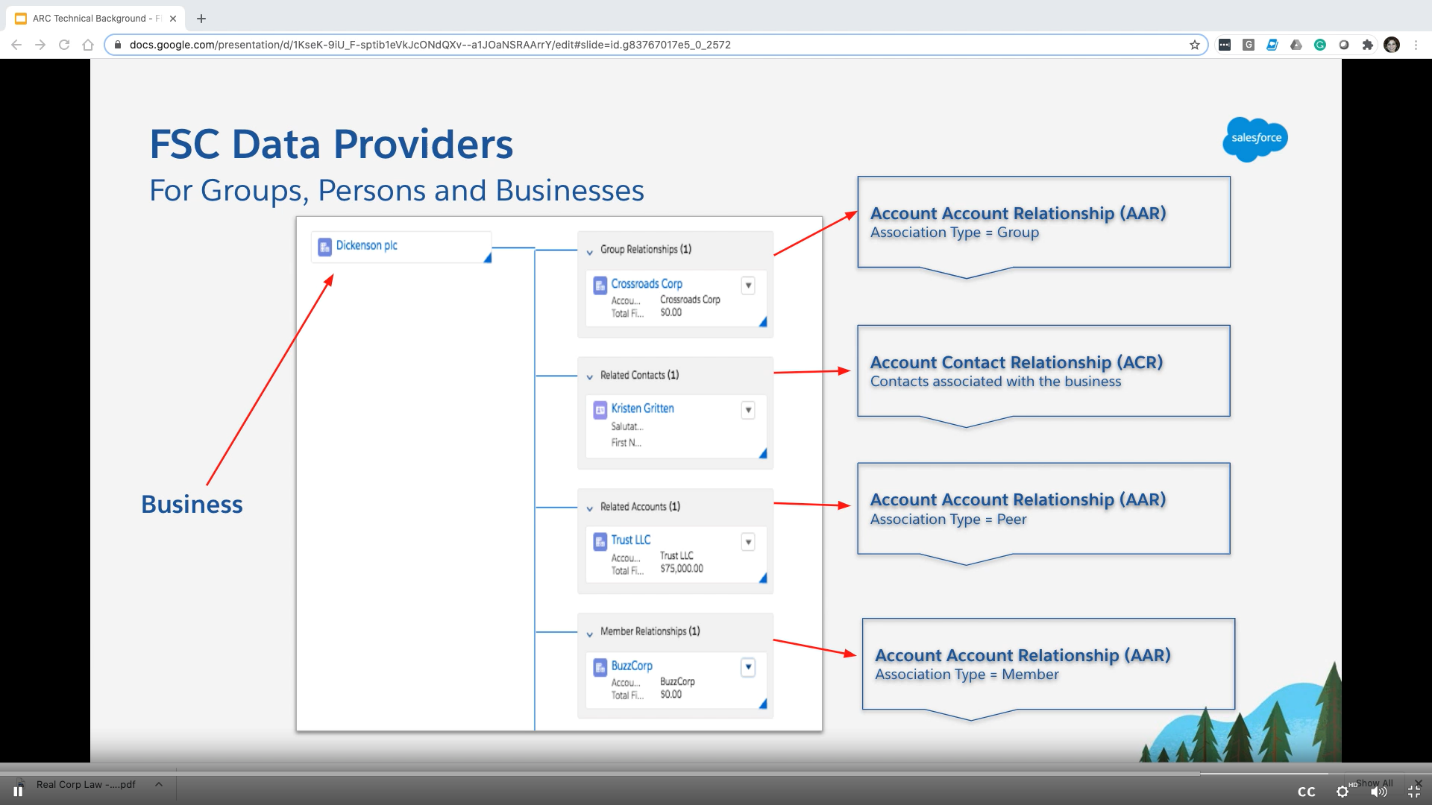 ARC Technical Background - F
docs.google.com/presentation/d/1KseK-9iU_F-sptib1eVkJcONdQXv--a1JOaNSRAArrY/edit#slide=id.g83767017e5_0_2572
FSC Data Providers
For Groups, Persons and Businesses
salesforce
Dickenson plc
Business
Group Relationships (1)
Crossroads Corp
Accou... Crossroads Corp
Total Fi... $0.00
Related Contacts (1)
Kristen Gritten
Salutat...
First N...
Related Accounts (1)
Trust LLC
Accou... Trust LLC
Total Fi... $75,000.00
Member Relationships (1)
BuzzCorp
Accou... BuzzCorp
Total Fi... $0.00
Account Account Relationship (AAR)
Association Type = Group
Account Contact Relationship (ACR)
Contacts associated with the business
Account Account Relationship (AAR)
Association Type = Peer
Account Account Relationship (AAR)
Association Type = Member
Real Corp Law -....pdf
Show All
CC
HD